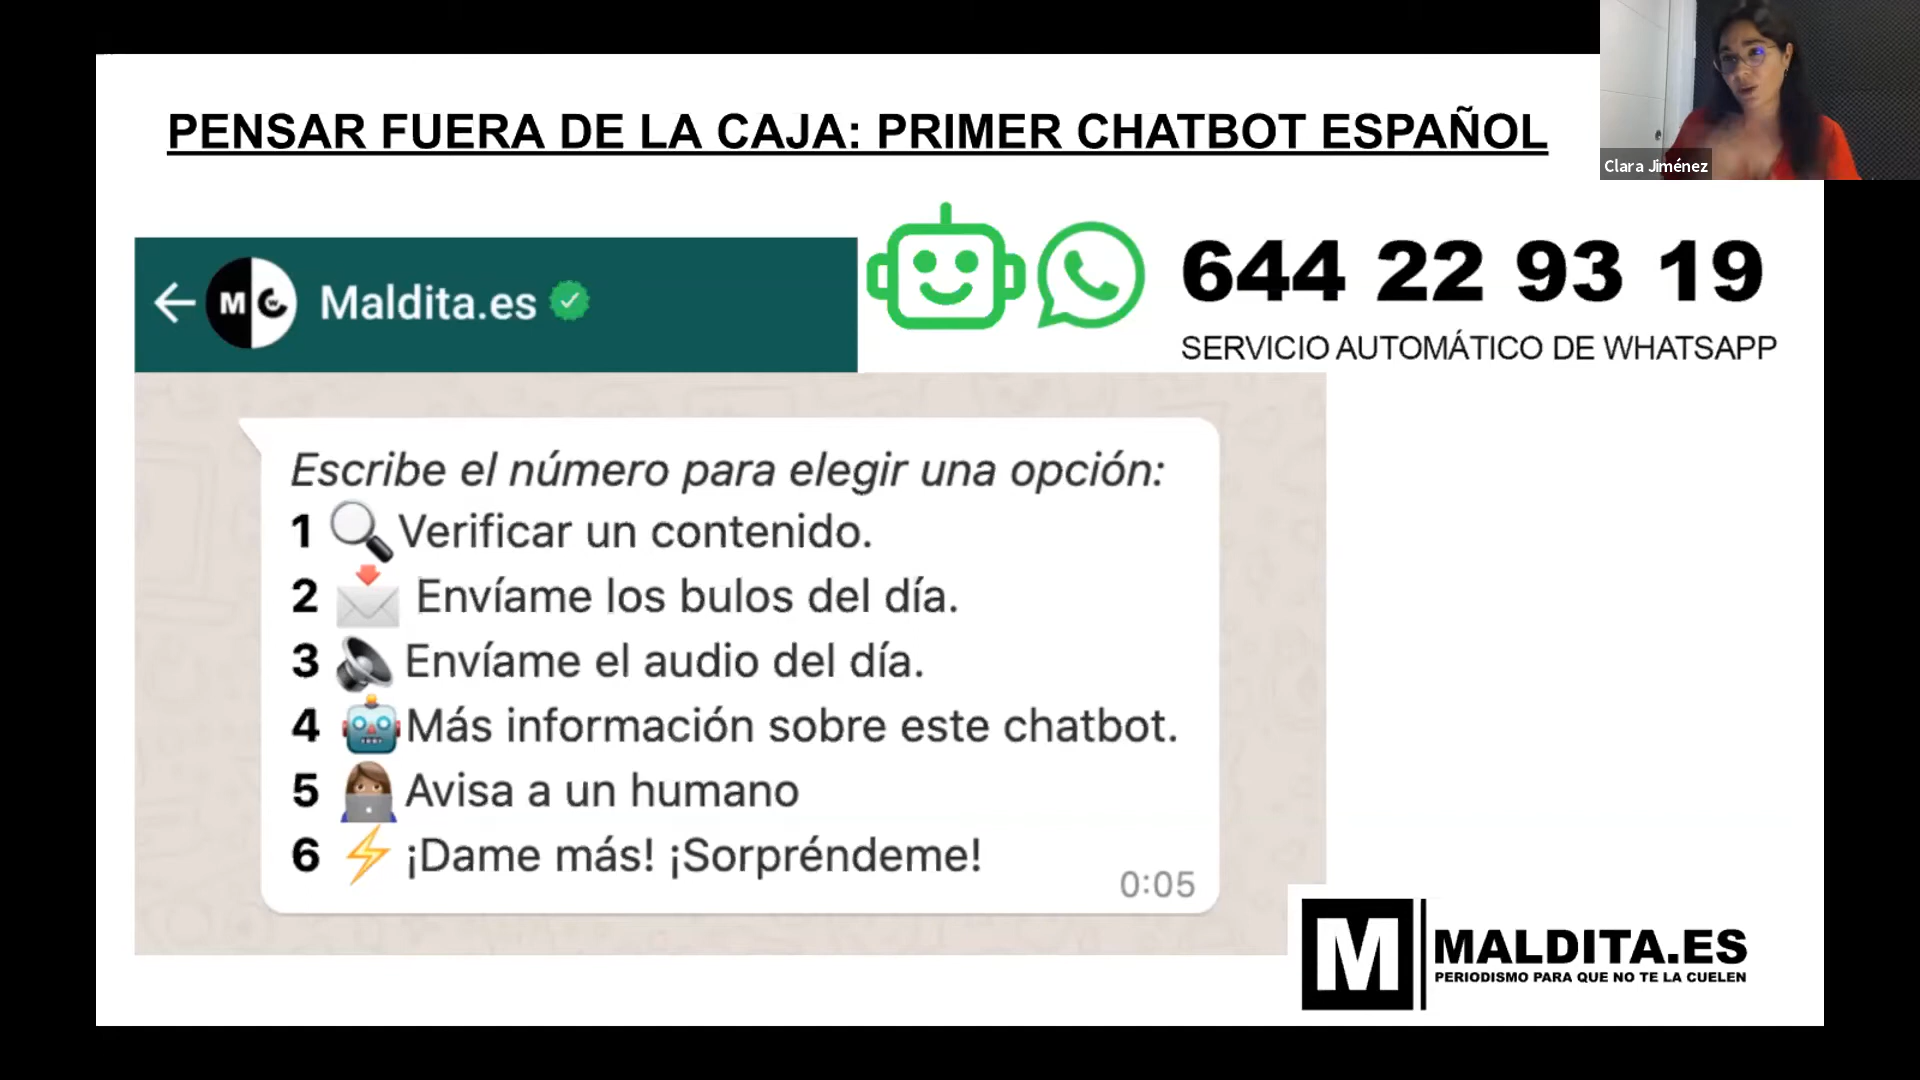 PENSAR FUERA DE LA CAJA: PRIMER CHATBOT ESPAÑOL
Clara Jiménez
Maldita.es
644 22 93 19
SERVICIO AUTOMÁTICO DE WHATSAPP
Escribe el número para elegir una opción:
1 🔍 Verificar un contenido.
2 📩 Envíame los bulos del día.
3 🔊 Envíame el audio del día.
4 🤖 Más información sobre este chatbot.
5 👩🏽‍💻 Avisa a un humano
6 ⚡ ¡Dame más! ¡Sorpréndeme!
0:05
M MALDITA.ES
PERIODISMO PARA QUE NO TE LA CUELEN